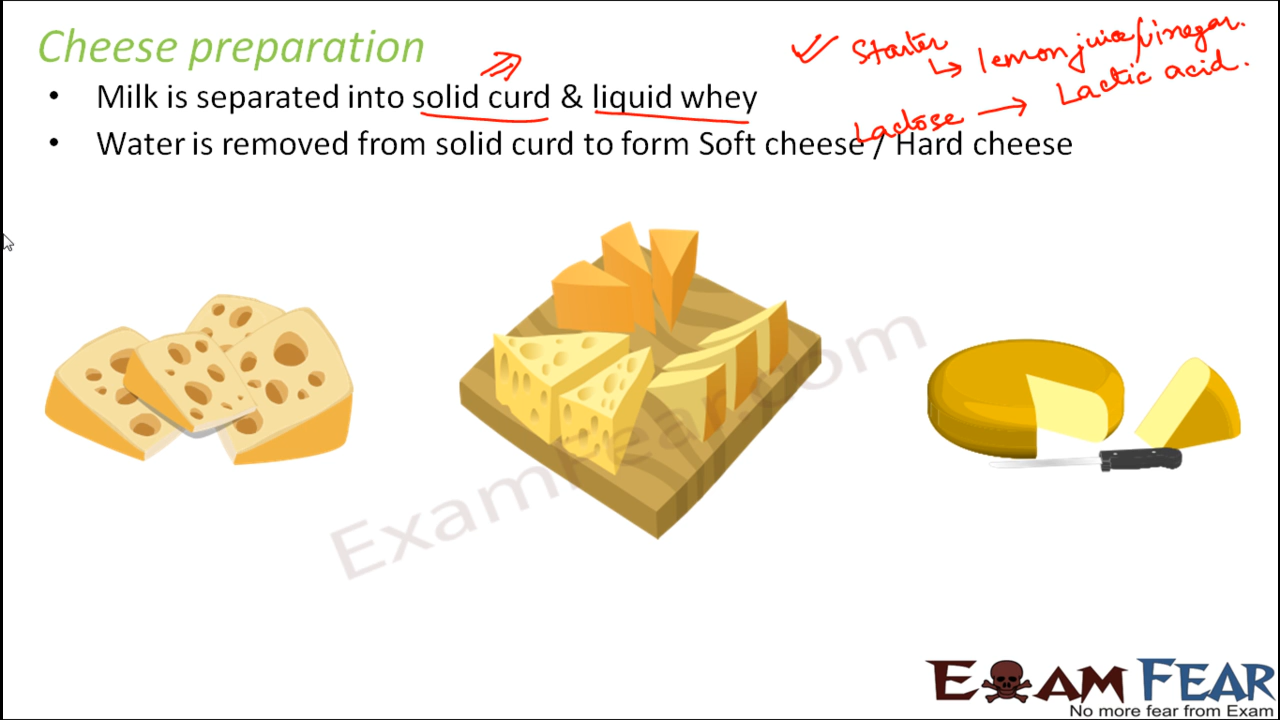 Cheese preparation
Starter
↳ lemon juice/vinegar.
• Milk is separated into solid curd & liquid whey
Lactose → Lactic acid.
• Water is removed from solid curd to form Soft cheese / Hard cheese
Examfear.com
EXAM FEAR
No more fear from Exam